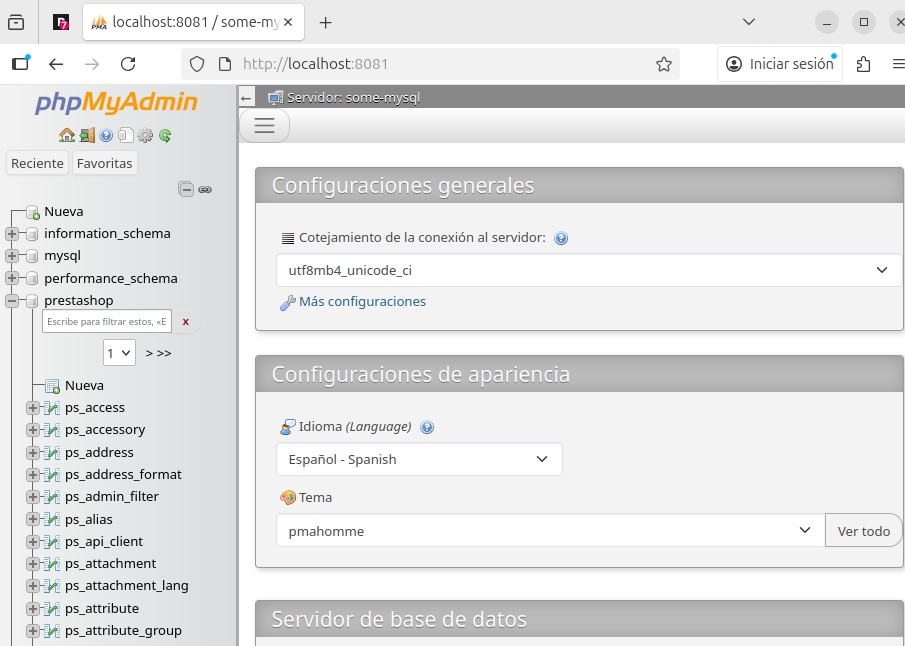 localhost:8081 / some-my
http://localhost:8081
Iniciar sesión
phpMyAdmin
Reciente
Favoritas
Nueva
information_schema
mysql
performance_schema
prestashop
Escribe para filtrar estos, «E
x
1
> >>
Nueva
ps_access
ps_accessory
ps_address
ps_address_format
ps_admin_filter
ps_alias
ps_api_client
ps_attachment
ps_attachment_lang
ps_attribute
ps_attribute_group
Servidor: some-mysql
Configuraciones generales
Cotejamiento de la conexión al servidor:
utf8mb4_unicode_ci
Más configuraciones
Configuraciones de apariencia
Idioma (Language)
Español - Spanish
Tema
pmahomme
Ver todo
Servidor de base de datos